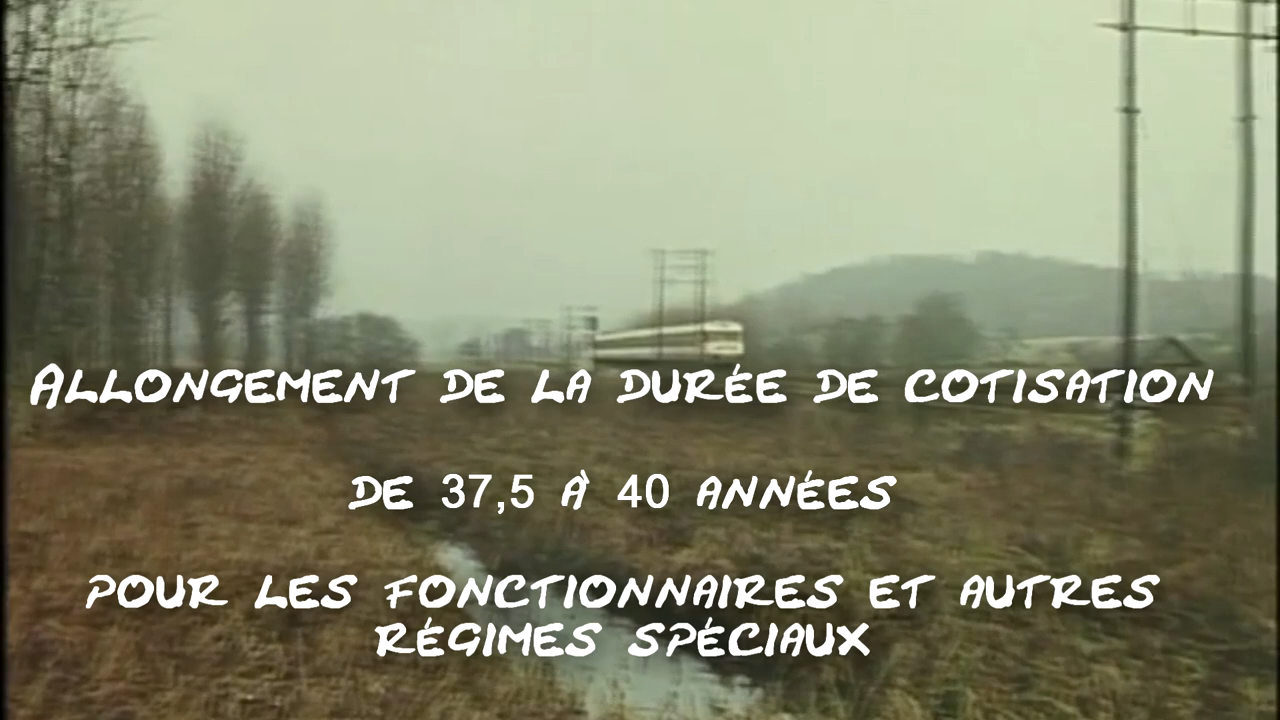 Allongement de la durée de cotisation
de 37,5 à 40 années
pour les fonctionnaires et autres
régimes spéciaux